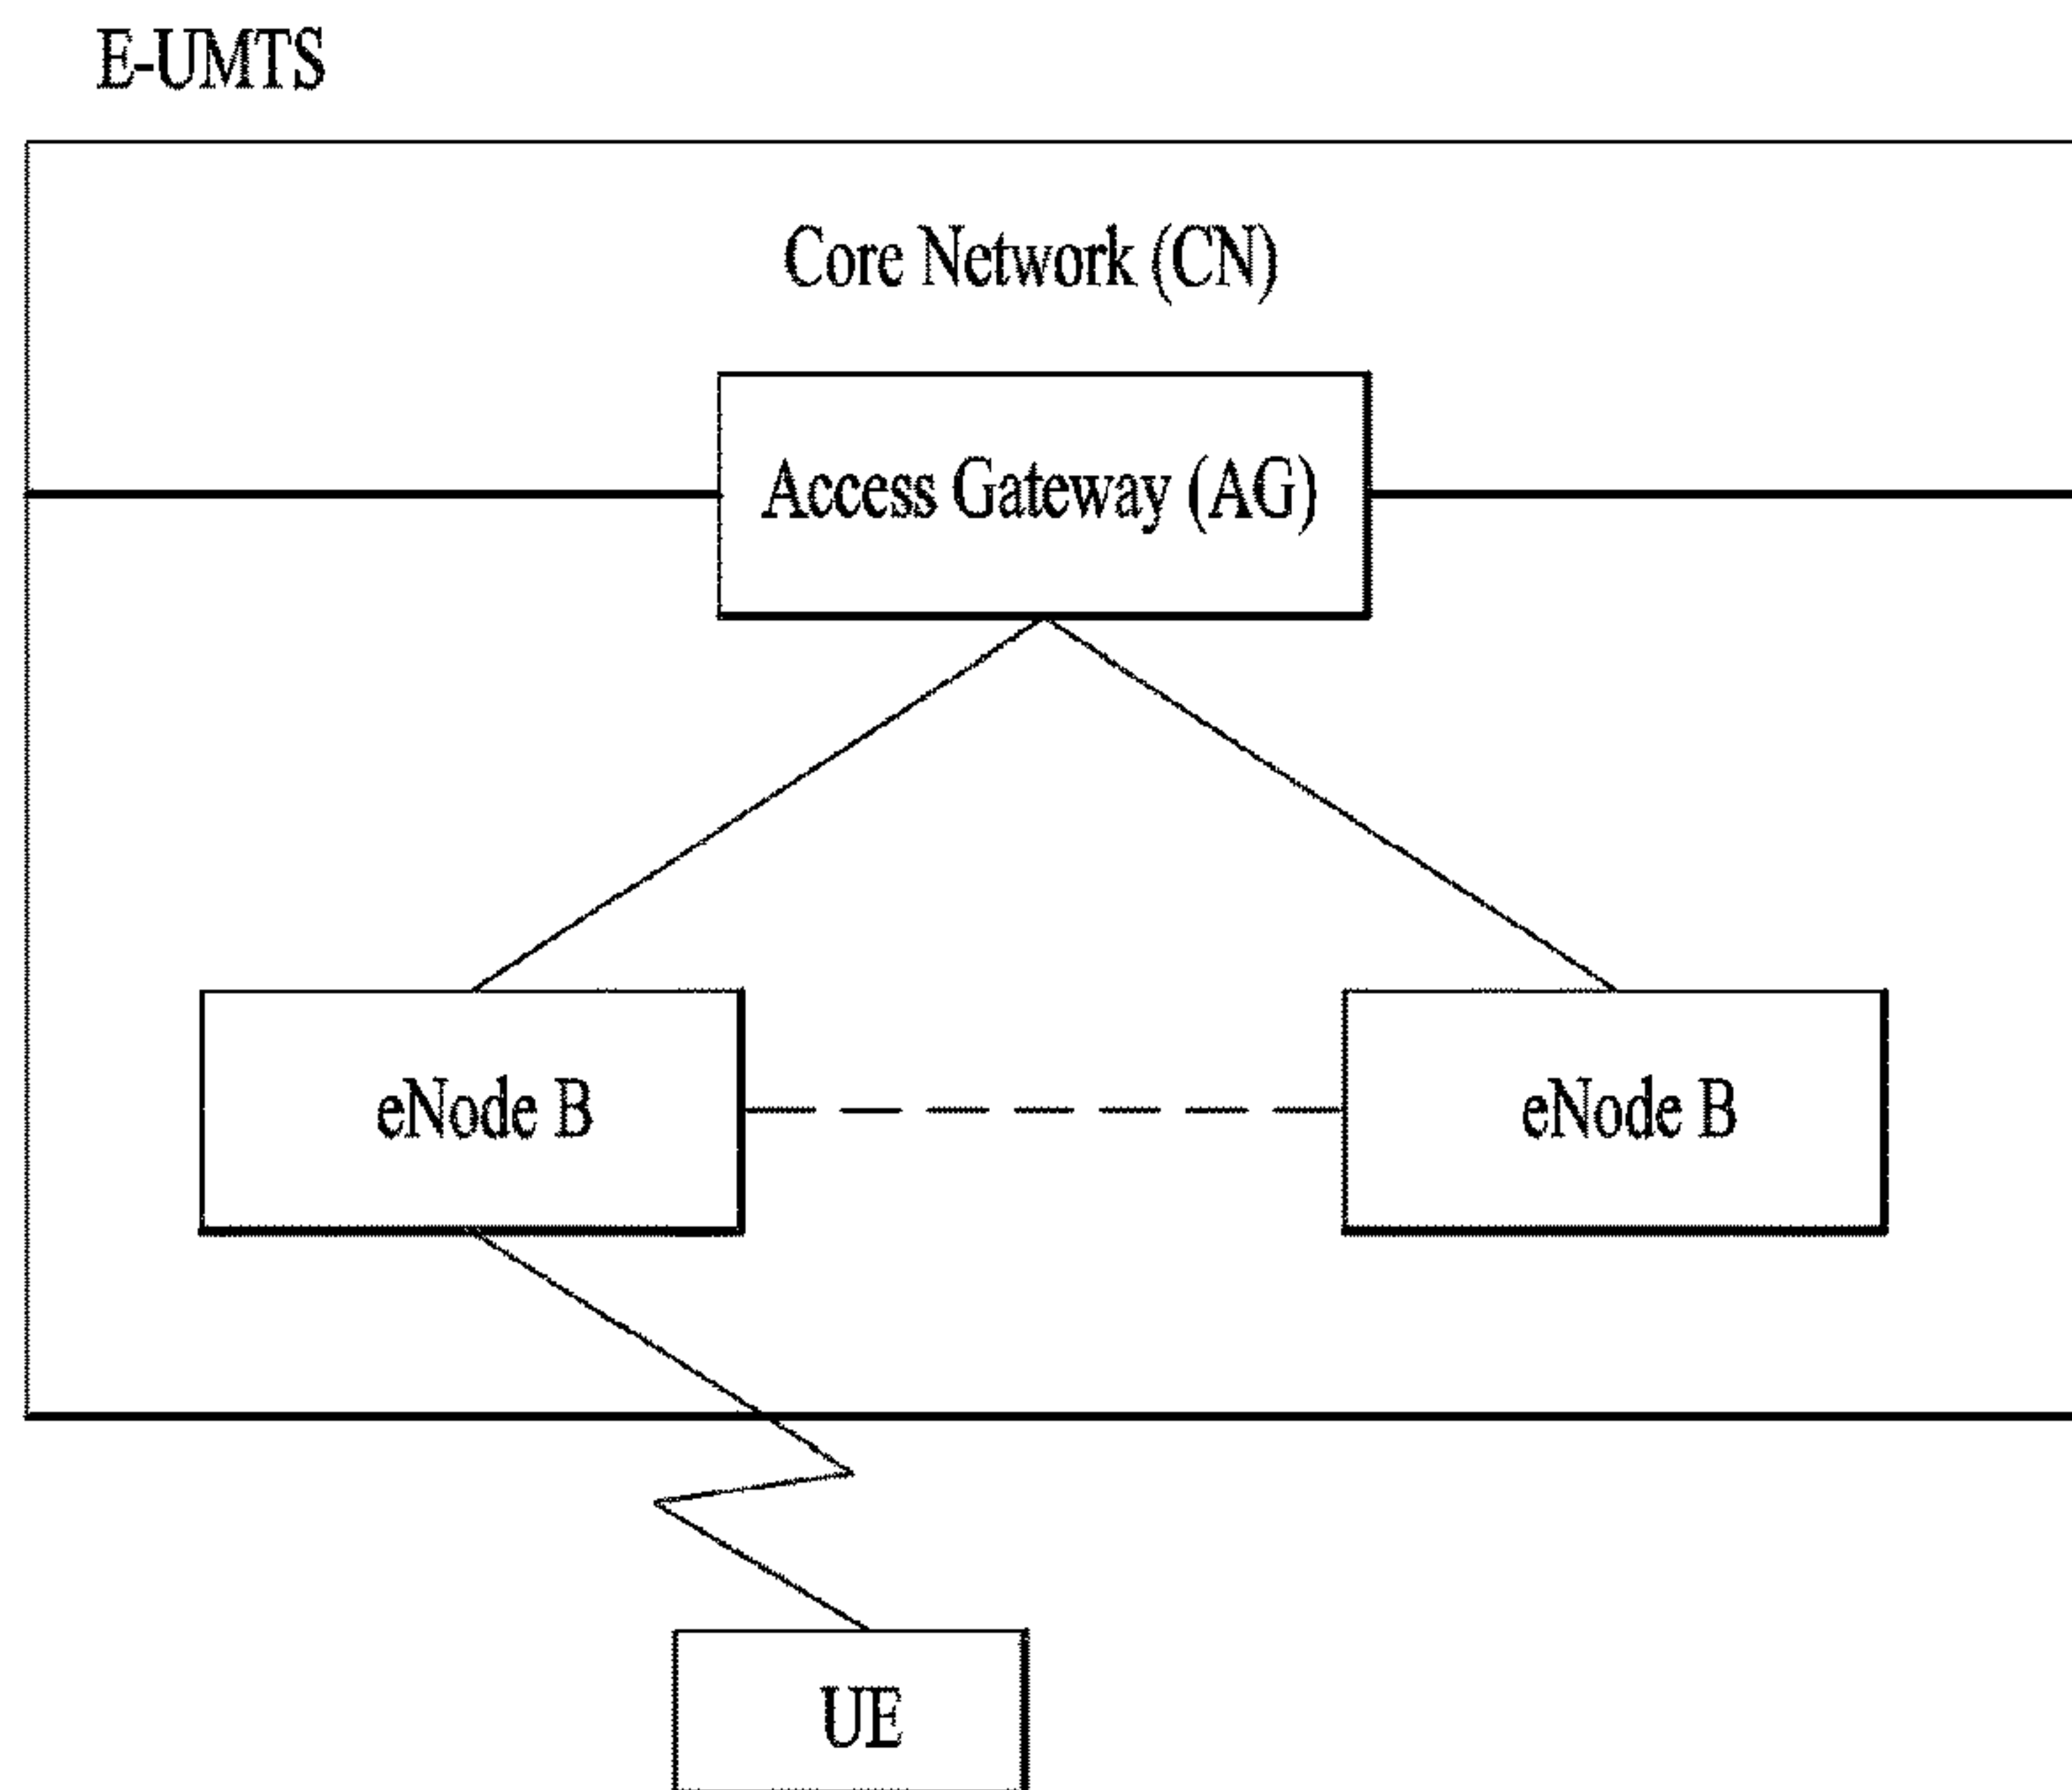 E-UMTS
Core Network (CN)
Access Gateway (AG)
eNode B
eNode B
UE